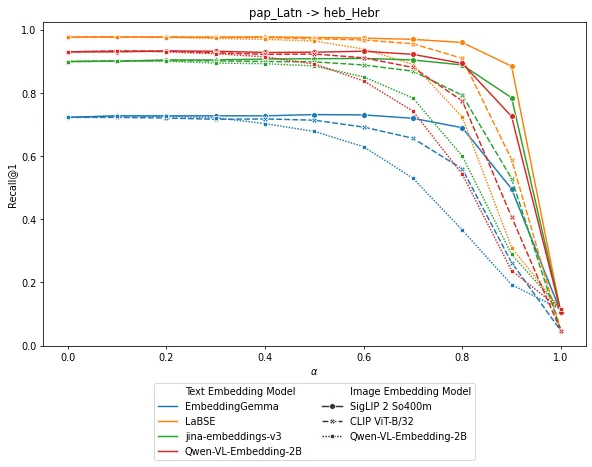 pap_Latn -> heb_Hebr
Recall@1
1.0
0.8
0.6
0.4
0.2
0.0
0.0 0.2 0.4 0.6 0.8 1.0
α
Text Embedding Model Image Embedding Model
EmbeddingGemma SigLIP 2 So400m
LaBSE CLIP ViT-B/32
jina-embeddings-v3 Qwen-VL-Embedding-2B
Qwen-VL-Embedding-2B